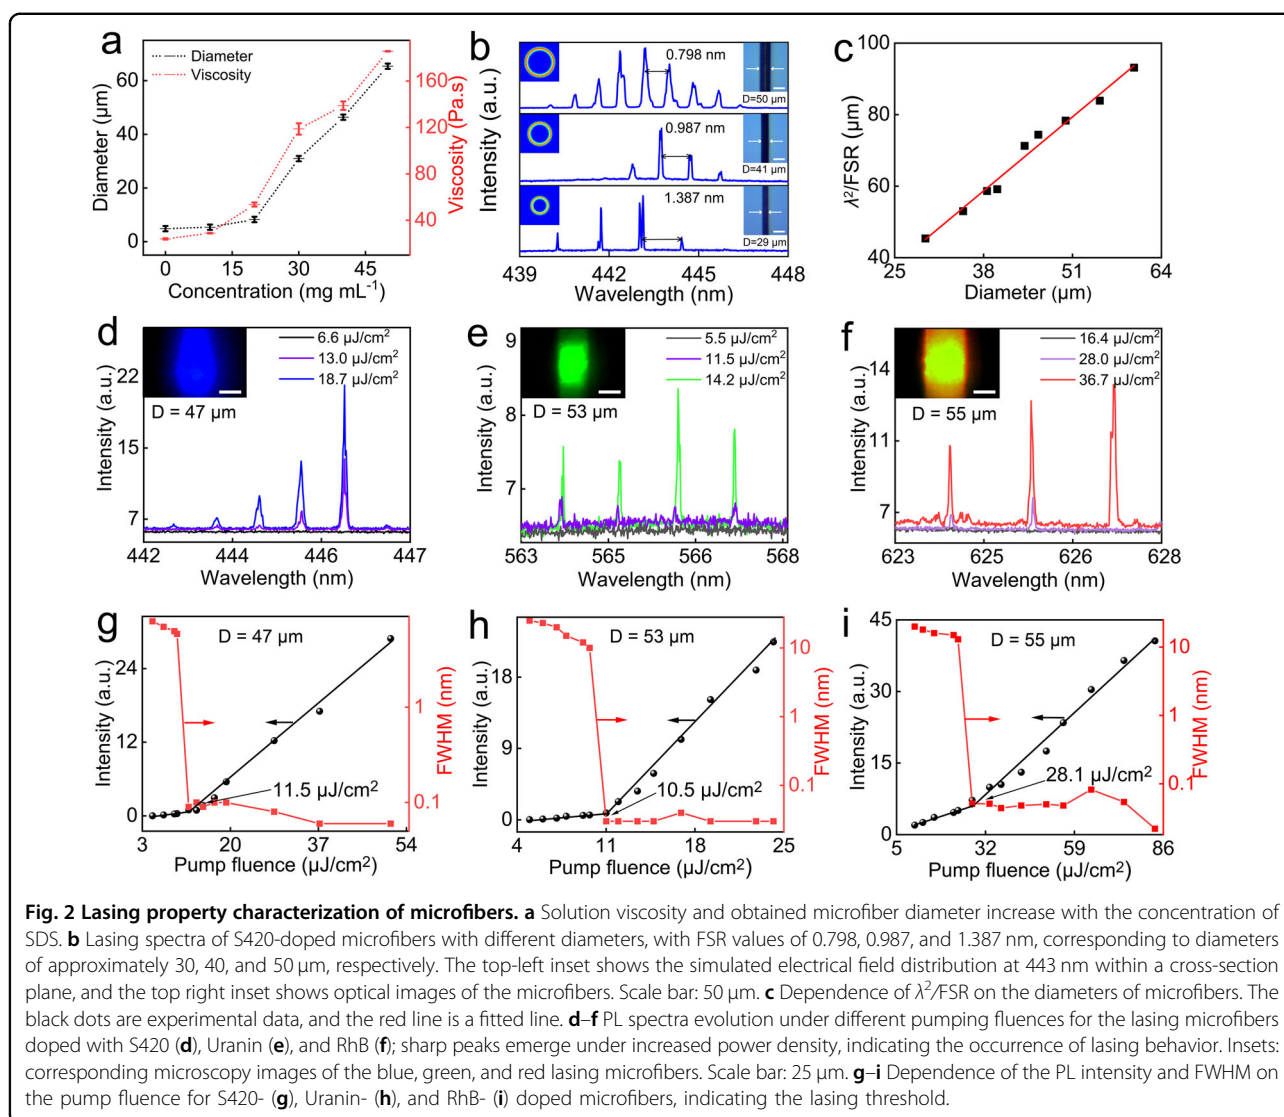 a
Diameter
Viscosity
Diameter (µm)
60
40
20
0
160
120
80
40
Viscosity (Pa.s)
0 15 30 45
Concentration (mg mL⁻¹)
b
0.798 nm
D=50 µm
0.987 nm
D=41 µm
1.387 nm
D=29 µm
Intensity (a.u.)
439 442 445 448
Wavelength (nm)
c
λ²/FSR (µm)
100
80
60
40
25 38 51 64
Diameter (µm)
d
6.6 µJ/cm²
13.0 µJ/cm²
18.7 µJ/cm²
D = 47 µm
Intensity (a.u.)
22
15
7
442 444 446 447
Wavelength (nm)
e
5.5 µJ/cm²
11.5 µJ/cm²
14.2 µJ/cm²
D = 53 µm
Intensity (a.u.)
9
8
7
563 565 566 568
Wavelength (nm)
f
16.4 µJ/cm²
28.0 µJ/cm²
36.7 µJ/cm²
D = 55 µm
Intensity (a.u.)
14
11
7
623 625 626 628
Wavelength (nm)
g
D = 47 µm
Intensity (a.u.)
24
12
0
11.5 µJ/cm²
1
0.1
FWHM (nm)
3 20 37 54
Pump fluence (µJ/cm²)
h
D = 53 µm
Intensity (a.u.)
18
9
0
10.5 µJ/cm²
10
1
0.1
FWHM (nm)
4 11 18 25
Pump fluence (µJ/cm²)
i
D = 55 µm
Intensity (a.u.)
45
30
15
0
28.1 µJ/cm²
10
1
0.1
FWHM (nm)
5 32 59 86
Pump fluence (µJ/cm²)
Fig. 2 Lasing property characterization of microfibers. a Solution viscosity and obtained microfiber diameter increase with the concentration of
SDS. b Lasing spectra of S420-doped microfibers with different diameters, with FSR values of 0.798, 0.987, and 1.387 nm, corresponding to diameters
of approximately 30, 40, and 50 µm, respectively. The top-left inset shows the simulated electrical field distribution at 443 nm within a cross-section
plane, and the top right inset shows optical images of the microfibers. Scale bar: 50 µm. c Dependence of λ²/FSR on the diameters of microfibers. The
black dots are experimental data, and the red line is a fitted line. d–f PL spectra evolution under different pumping fluences for the lasing microfibers
doped with S420 (d), Uranin (e), and RhB (f); sharp peaks emerge under increased power density, indicating the occurrence of lasing behavior. Insets:
corresponding microscopy images of the blue, green, and red lasing microfibers. Scale bar: 25 µm. g–i Dependence of the PL intensity and FWHM on
the pump fluence for S420- (g), Uranin- (h), and RhB- (i) doped microfibers, indicating the lasing threshold.